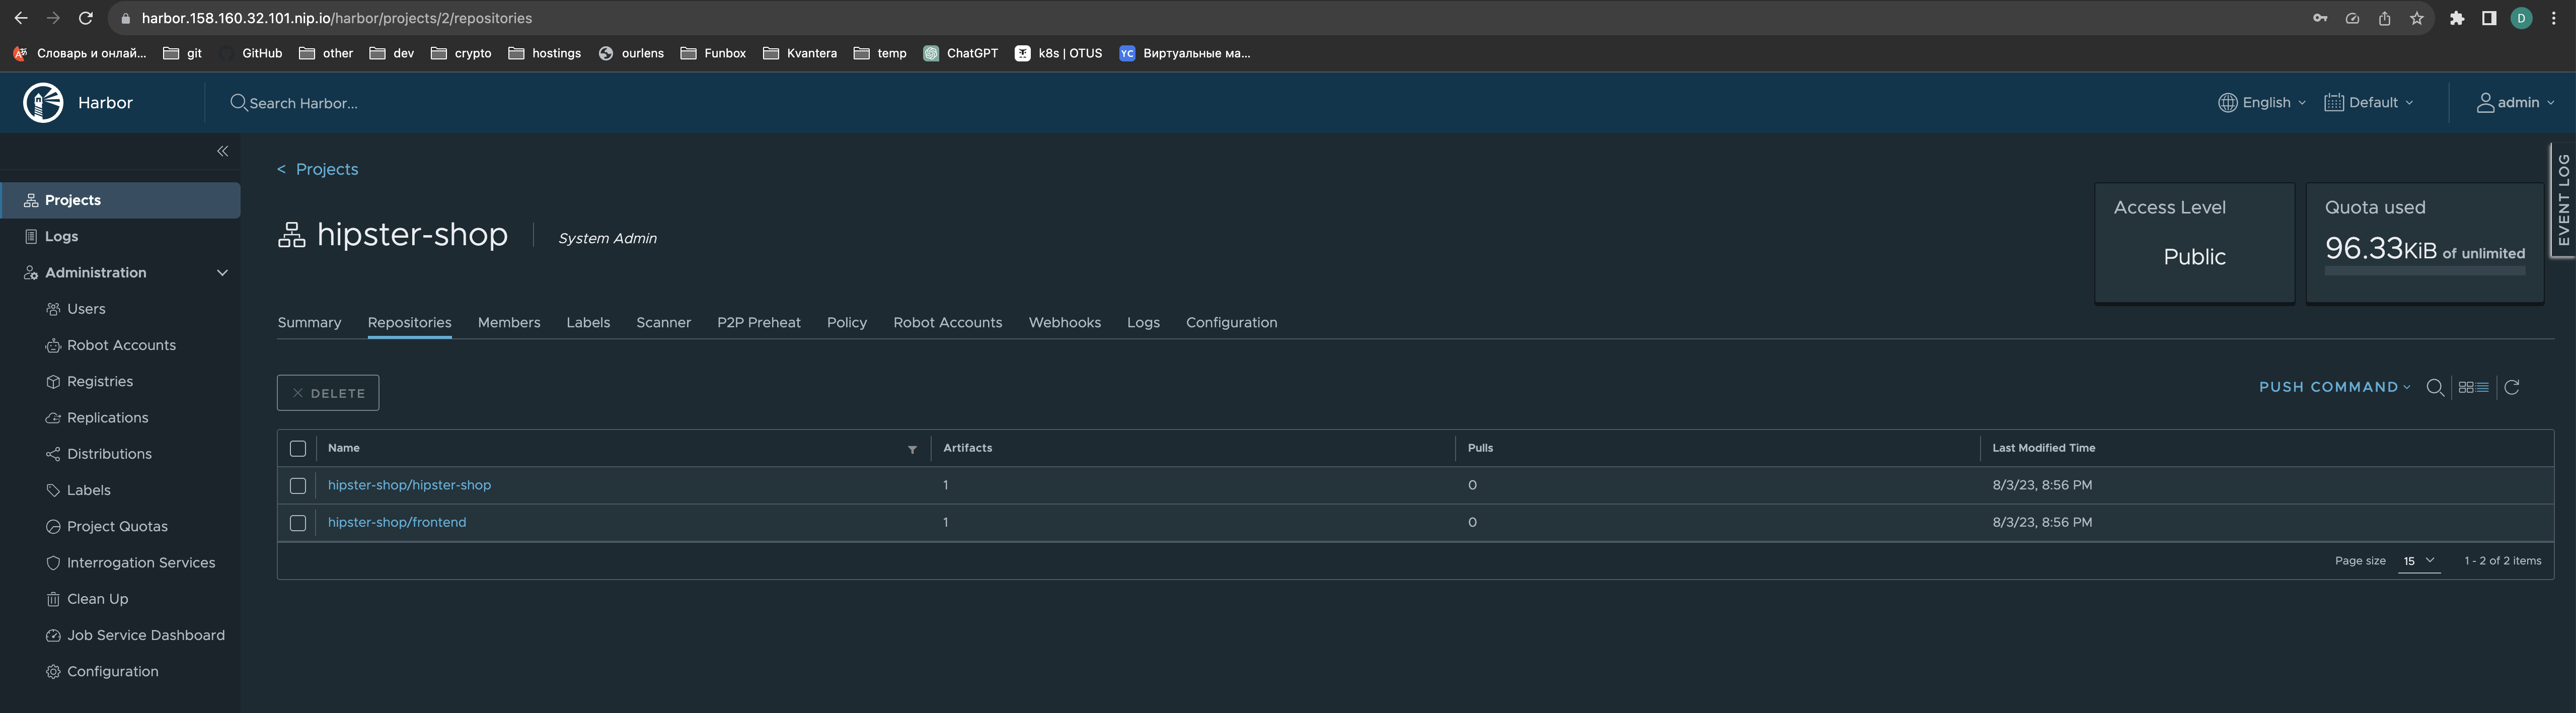 harbor.158.160.32.101.nip.io/harbor/projects/2/repositories
D
Словарь и онлай... git GitHub other dev crypto hostings ourlens Funbox Kvantera temp ChatGPT k8s | OTUS YC Виртуальные ма...
Harbor Search Harbor... English Default admin
EVENT LOG
Projects
Logs
Administration
Users
Robot Accounts
Registries
Replications
Distributions
Labels
Project Quotas
Interrogation Services
Clean Up
Job Service Dashboard
Configuration
< Projects
hipster-shop System Admin
Access Level
Public
Quota used
96.33KiB of unlimited
Summary Repositories Members Labels Scanner P2P Preheat Policy Robot Accounts Webhooks Logs Configuration
DELETE PUSH COMMAND
Name Artifacts Pulls Last Modified Time
hipster-shop/hipster-shop 1 0 8/3/23, 8:56 PM
hipster-shop/frontend 1 0 8/3/23, 8:56 PM
Page size 15 1 - 2 of 2 items